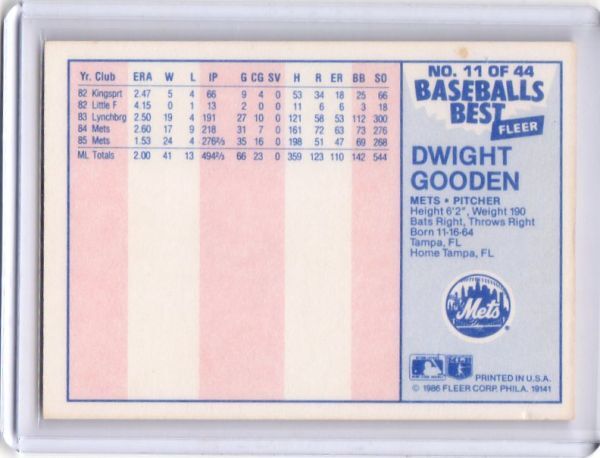 Yr. Club ERA W L IP G CG SV H R ER BB SO
82 Kingsprt 2.47 5 4 66 9 4 0 53 34 18 25 66
82 Little F 4.15 0 1 13 2 0 0 11 6 6 3 18
83 Lynchbrg 2.50 19 4 191 27 10 0 121 58 53 112 300
84 Mets 2.60 17 9 218 31 7 0 161 72 63 73 276
85 Mets 1.53 24 4 276⅔ 35 16 0 198 51 47 69 268
ML Totals 2.00 41 13 494⅔ 66 23 0 359 123 110 142 544
NO. 11 OF 44
BASEBALLS
BEST
FLEER
DWIGHT
GOODEN
METS • PITCHER
Height 6'2", Weight 190
Bats Right, Throws Right
Born 11-16-64
Tampa, FL
Home Tampa, FL
Mets
PRINTED IN U.S.A.
© 1986 FLEER CORP. PHILA. 19141